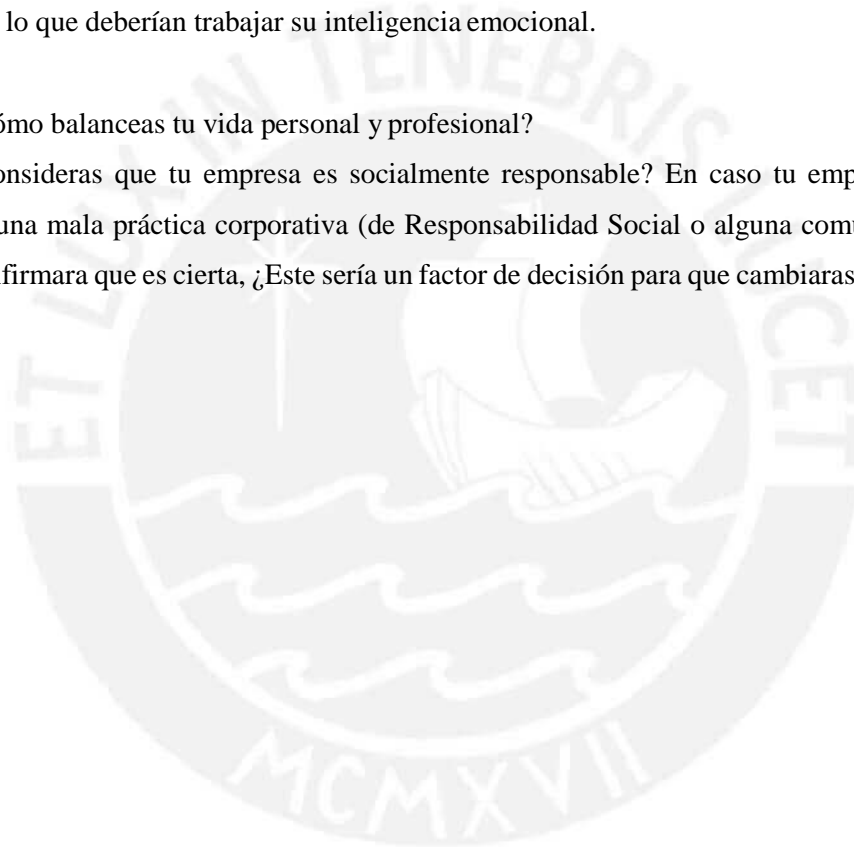 lo que deberían trabajar su inteligencia emocional.
ómo balanceas tu vida personal y profesional?
onsideras que tu empresa es socialmente responsable? En caso tu emp
una mala práctica corporativa (de Responsabilidad Social o alguna com
nfirmara que es cierta, ¿Este sería un factor de decisión para que cambiaras
ET LUX IN TENEBRIS LUCET
MCMXVII